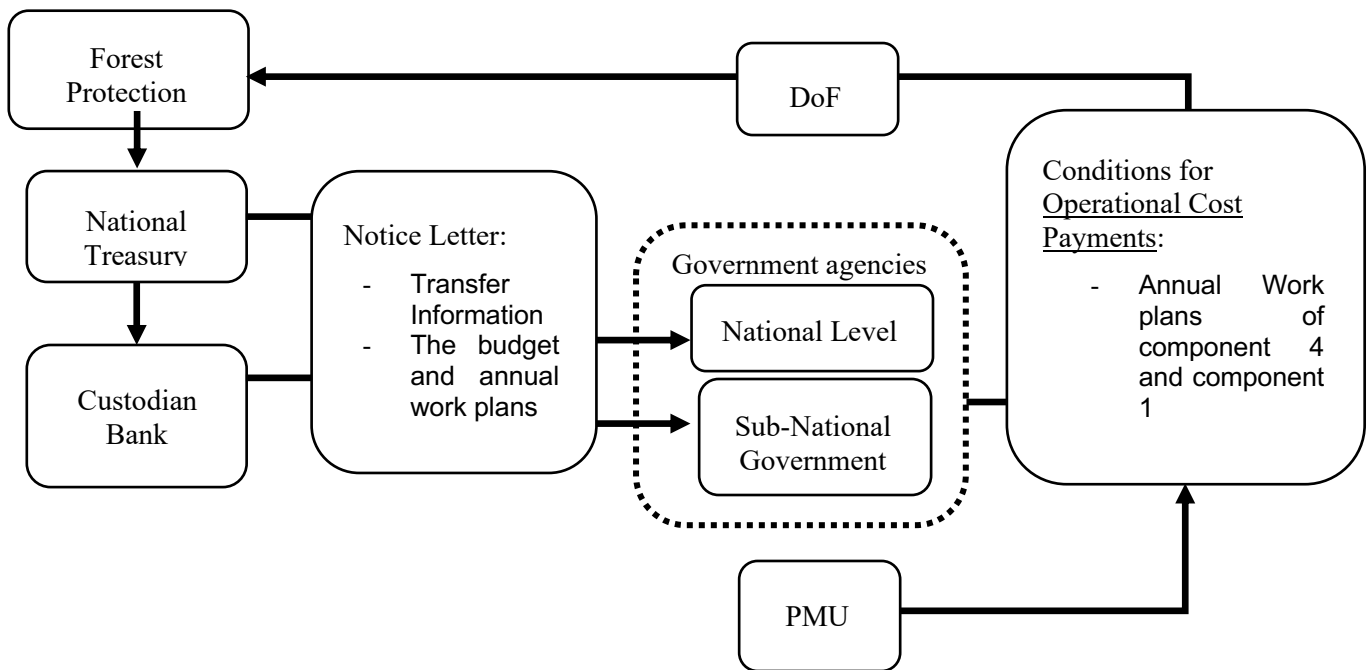 Forest
Protection
DoF
National
Treasury
Custodian
Bank
Notice Letter:
- Transfer
Information
- The budget
and annual
work plans
Government agencies
National Level
Sub-National
Government
Conditions for
Operational Cost
Payments:
- Annual Work
plans of
component 4
and component
1
PMU